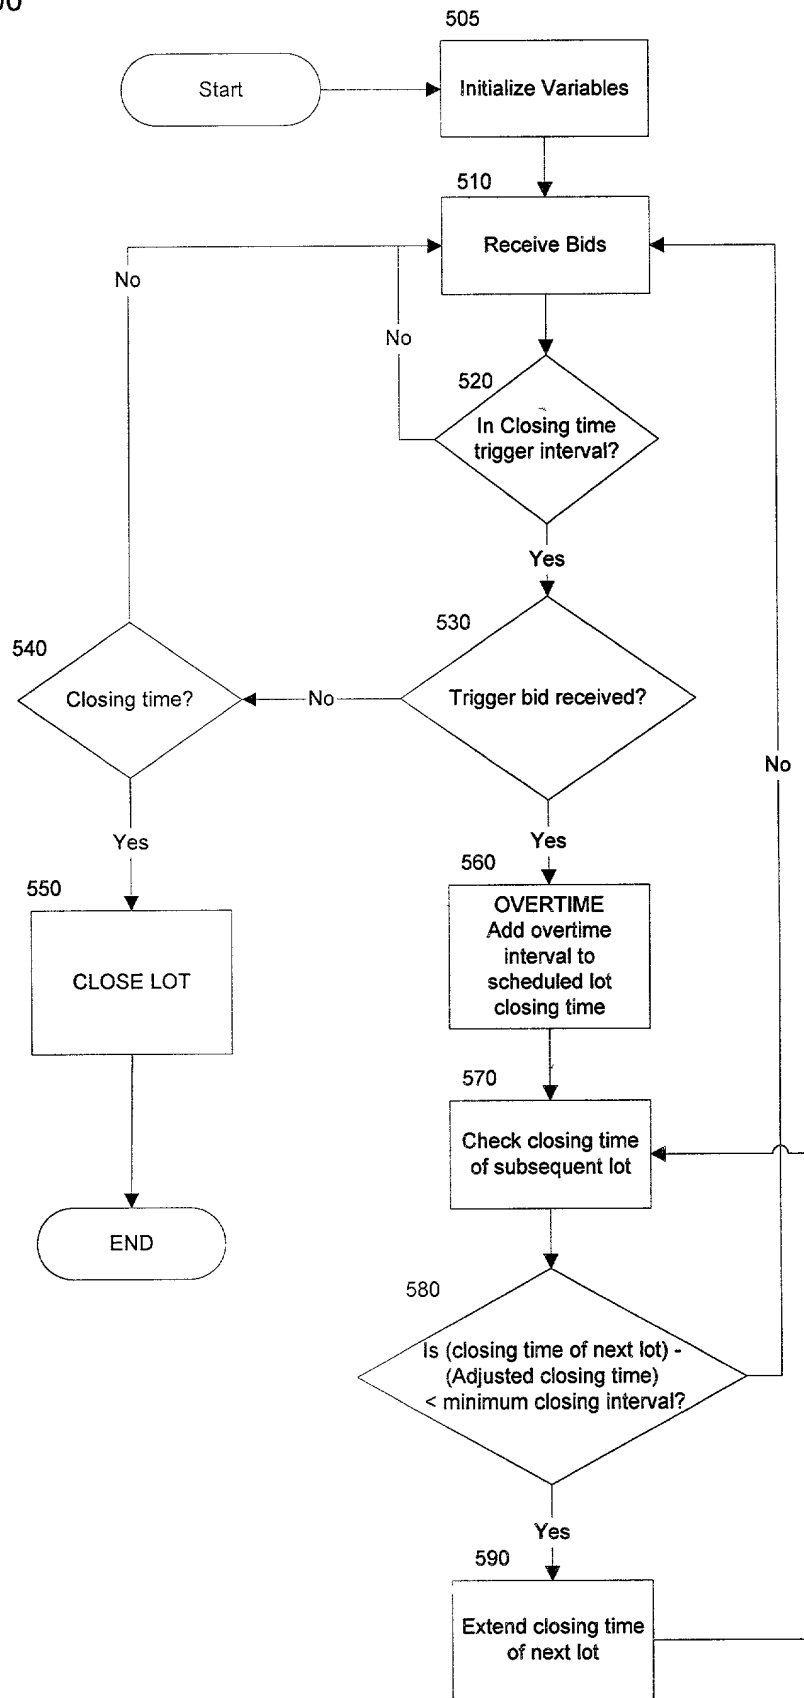 505
Start
Initialize Variables
510
Receive Bids
No
No
520
In Closing time
trigger interval?
Yes
530
540
Closing time?
No
Trigger bid received?
No
Yes
Yes
550
560
CLOSE LOT
OVERTIME
Add overtime
interval to
scheduled lot
closing time
570
Check closing time
of subsequent lot
END
580
Is (closing time of next lot) -
(Adjusted closing time)
< minimum closing interval?
Yes
590
Extend closing time
of next lot